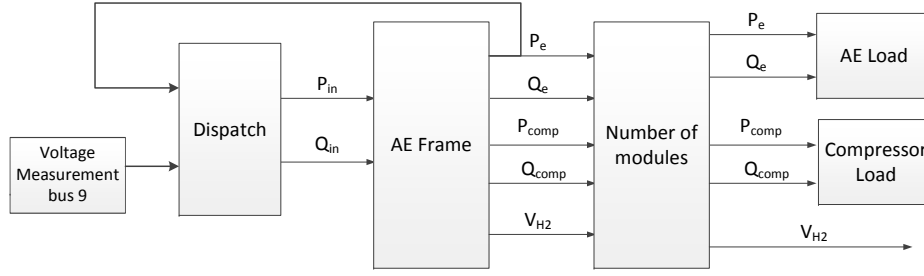 Voltage
Measurement
bus 9
Dispatch
P_in
Q_in
AE Frame
P_e
Q_e
P_comp
Q_comp
V_H2
Number of
modules
P_e
Q_e
P_comp
Q_comp
V_H2
AE Load
Compressor
Load